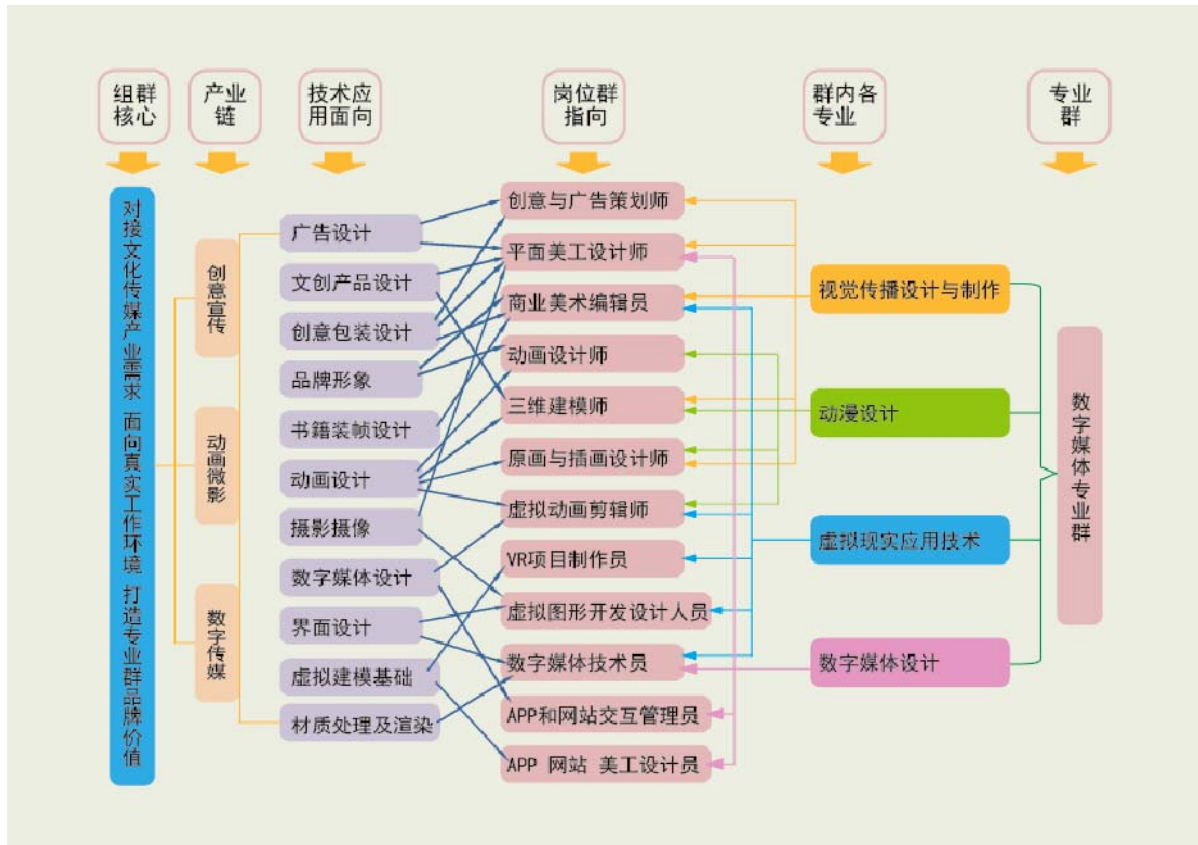 组群
核心
产业
链
技术应
用面向
岗位群
指向
群内各
专业
专业
群
对接文化传媒产业需求 面向真实工作环境 打造专业群品牌价值
创意宣传
动画微影
数字传媒
广告设计
文创产品设计
创意包装设计
品牌形象
书籍装帧设计
动画设计
摄影摄像
数字媒体设计
界面设计
虚拟建模基础
材质处理及渲染
创意与广告策划师
平面美工设计师
商业美术编辑员
动画设计师
三维建模师
原画与插画设计师
虚拟动画剪辑师
VR项目制作员
虚拟图形开发设计人员
数字媒体技术员
APP和网站交互管理员
APP 网站 美工设计员
视觉传播设计与制作
动漫设计
虚拟现实应用技术
数字媒体设计
数字媒体专业群